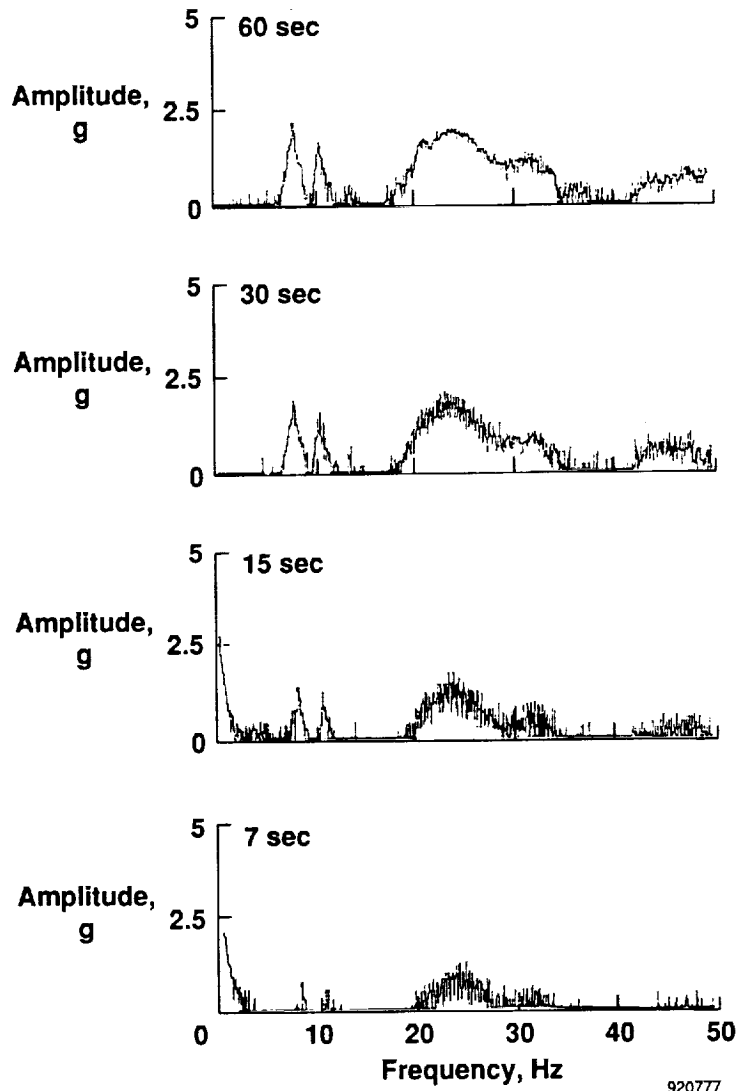 5
60 sec
Amplitude,
g
2.5
0
5
30 sec
Amplitude,
g
2.5
0
5
15 sec
Amplitude,
g
2.5
0
5
7 sec
Amplitude,
g
2.5
0 10 20 30 40 50
Frequency, Hz
920777